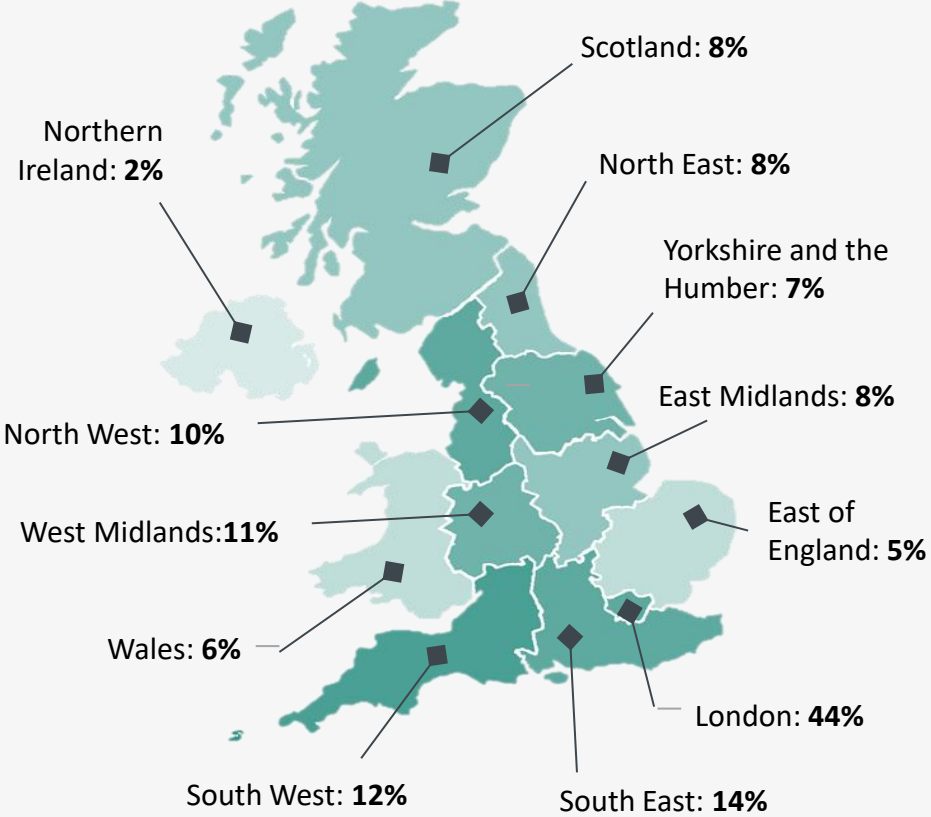 Scotland: 8%
Northern
Ireland: 2%
North East: 8%
Yorkshire and the
Humber: 7%
East Midlands: 8%
North West: 10%
East of
England: 5%
West Midlands:11%
Wales: 6%
London: 44%
South West: 12%
South East: 14%